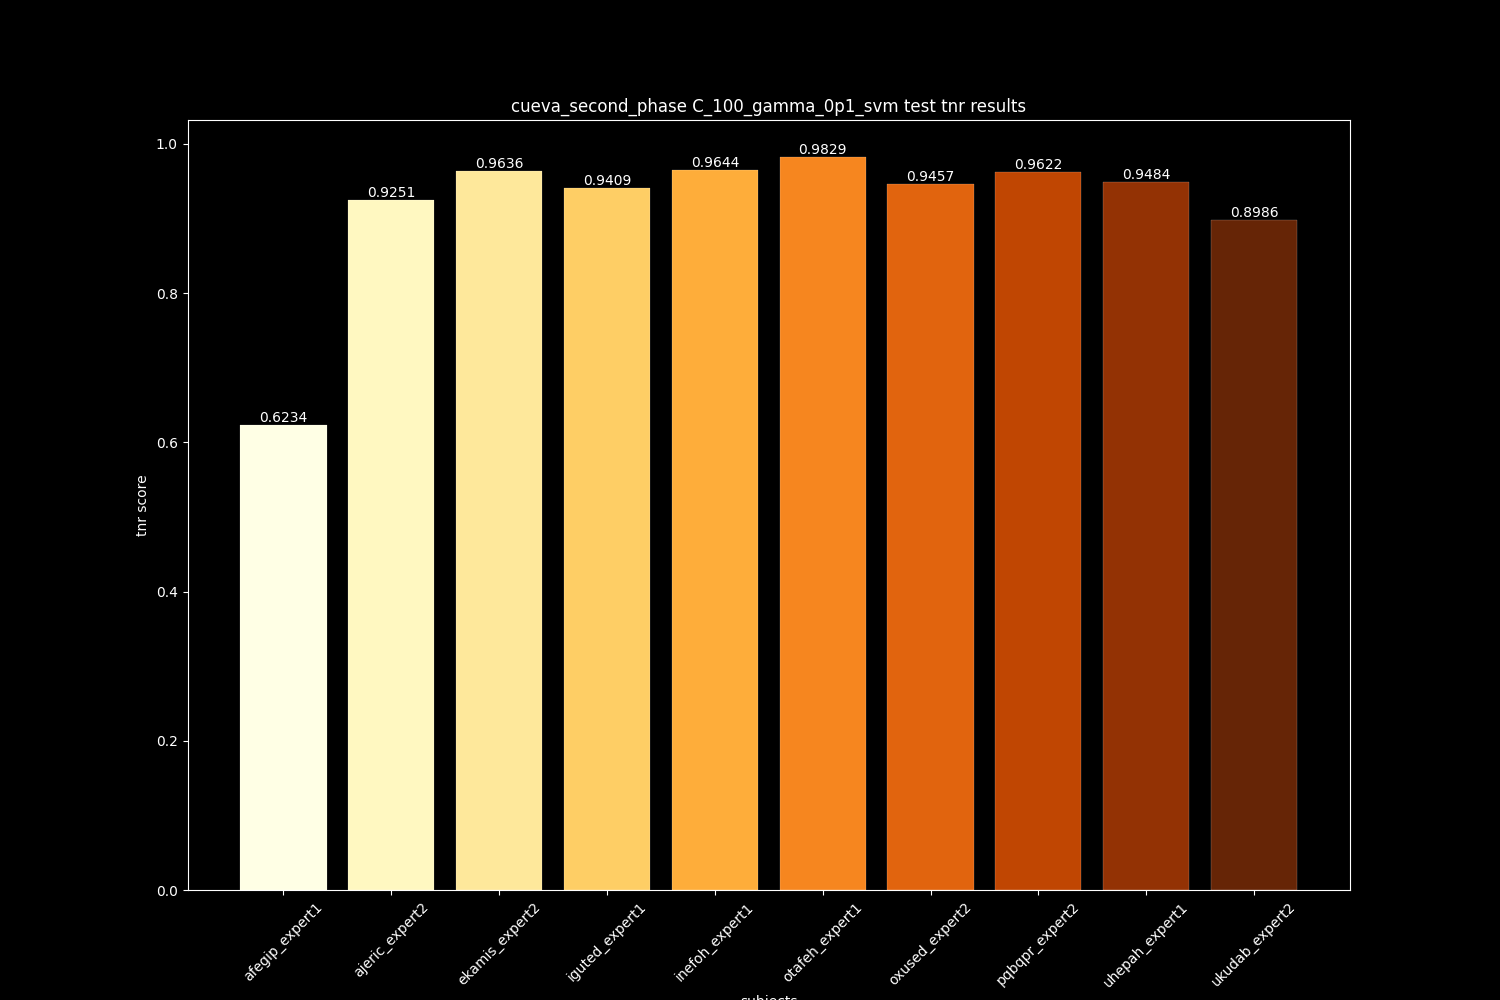 cueva_second_phase C_100_gamma_0p1_svm test tnr results
1.0
0.8
0.6
0.4
0.2
0.0
tnr score
0.6234
0.9251
0.9636
0.9409
0.9644
0.9829
0.9457
0.9622
0.9484
0.8986
afegip_expert1
ajeric_expert2
ekamis_expert2
iguted_expert1
inefoh_expert1
otafeh_expert1
oxused_expert2
pqbqpr_expert2
uhepah_expert1
ukudab_expert2
subjects